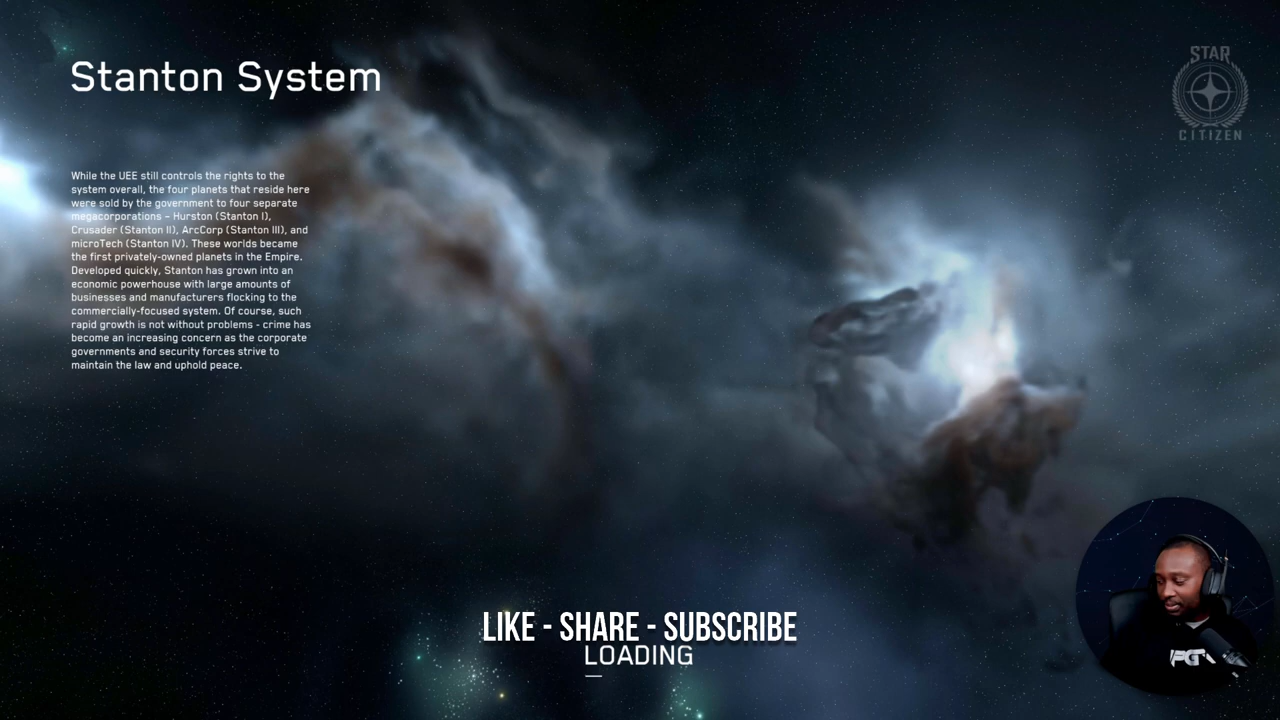 Stanton System
STAR
CITIZEN
While the UEE still controls the rights to the
system overall, the four planets that reside here
were sold by the government to four separate
megacorporations – Hurston (Stanton I),
Crusader (Stanton II), ArcCorp (Stanton III), and
microTech (Stanton IV). These worlds became
the first privately-owned planets in the Empire.
Developed quickly, Stanton has grown into an
economic powerhouse with large amounts of
businesses and manufacturers flocking to the
commercially-focused system. Of course, such
rapid growth is not without problems - crime has
become an increasing concern as the corporate
governments and security forces strive to
maintain the law and uphold peace.
LIKE - SHARE - SUBSCRIBE
LOADING